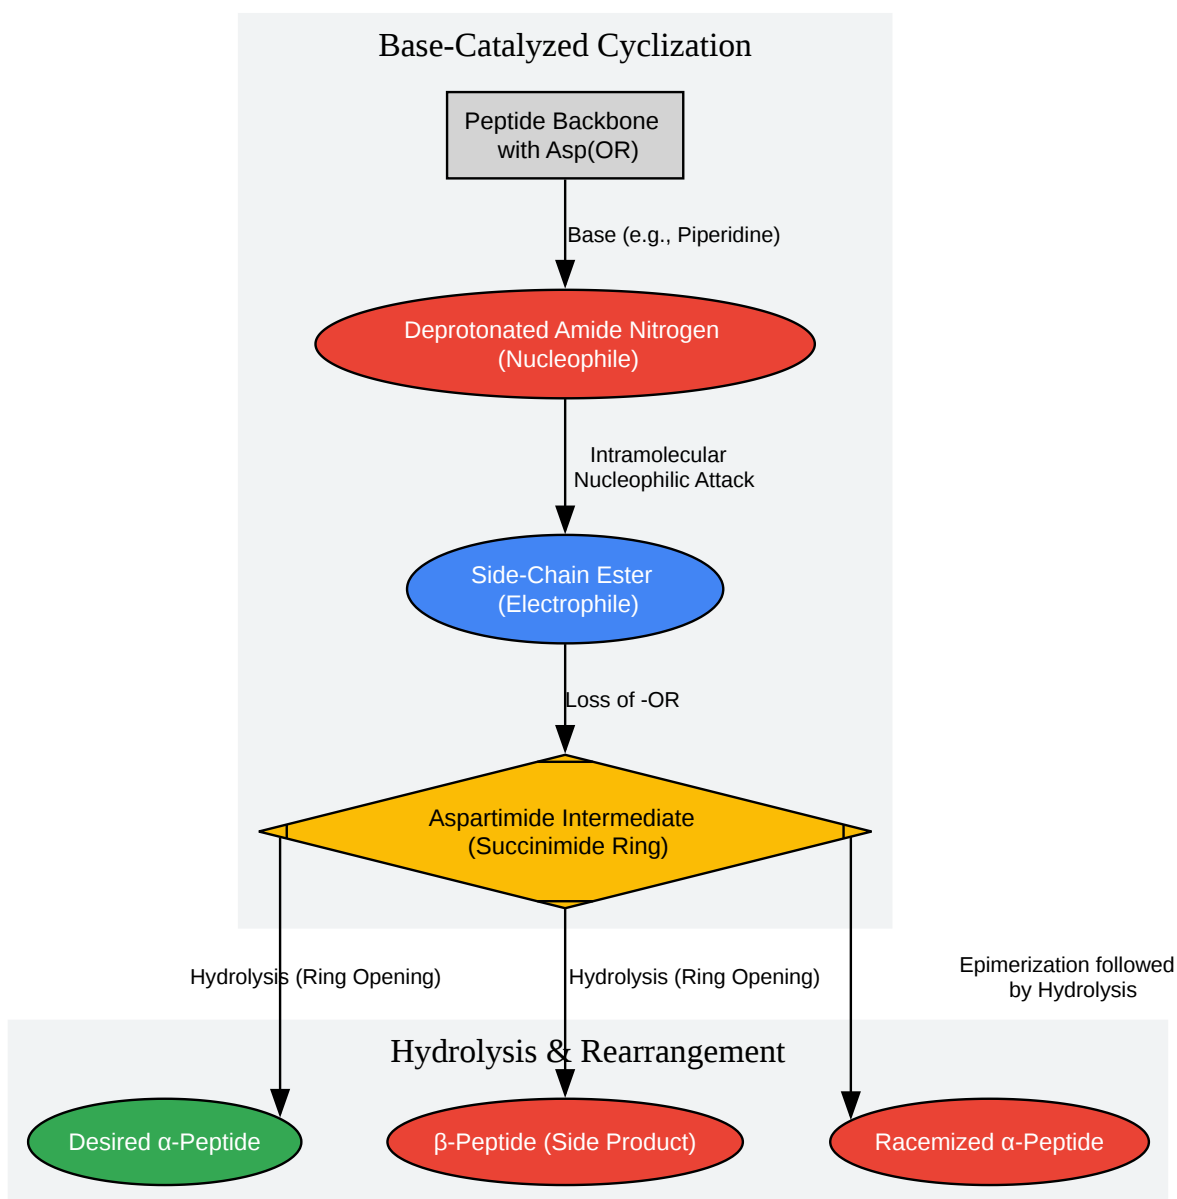 Base-Catalyzed Cyclization
Peptide Backbone
with Asp(OR)
Base (e.g., Piperidine)
Deprotonated Amide Nitrogen
(Nucleophile)
Intramolecular
Nucleophilic Attack
Side-Chain Ester
(Electrophile)
Loss of -OR
Aspartimide Intermediate
(Succinimide Ring)
Hydrolysis (Ring Opening)
Hydrolysis (Ring Opening)
Epimerization followed
by Hydrolysis
Hydrolysis & Rearrangement
Desired α-Peptide
β-Peptide (Side Product)
Racemized α-Peptide